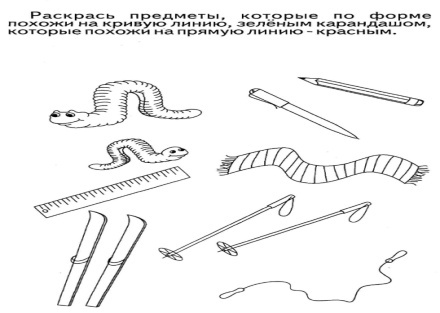 Раскрась предметы, которые по форме
похожи на кривую линию, зелёным карандашом,
которые похожи на прямую линию - красным.